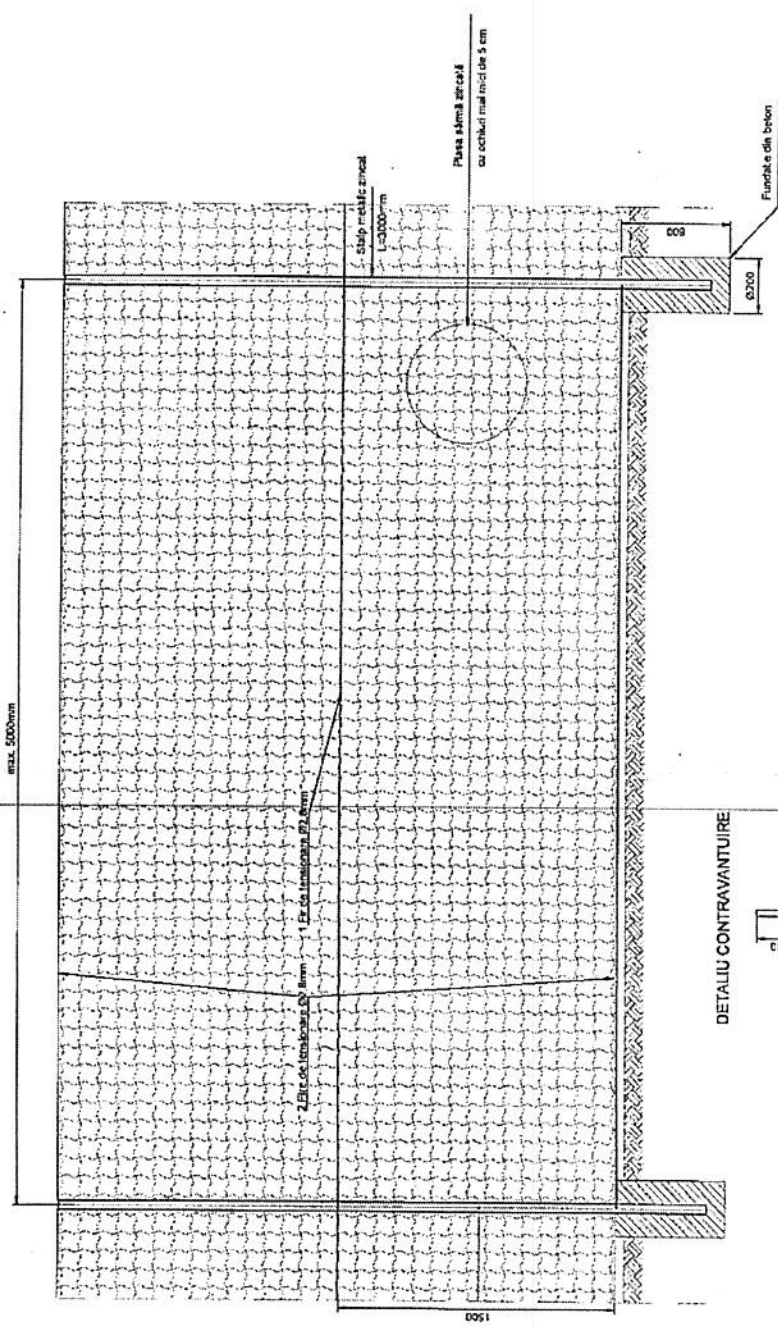 max. 5000mm
Stalp metalic zincat
L=3000mm
Plasa sârmă zincată
cu ochiuri mai mici de 5 cm
2 Fire de tensionare Ø2.8mm
1 Fir de tensionare Ø2.8mm
1500
600
Ø200
Fundatie din beton
DETALIU CONTRAVANTUIRE